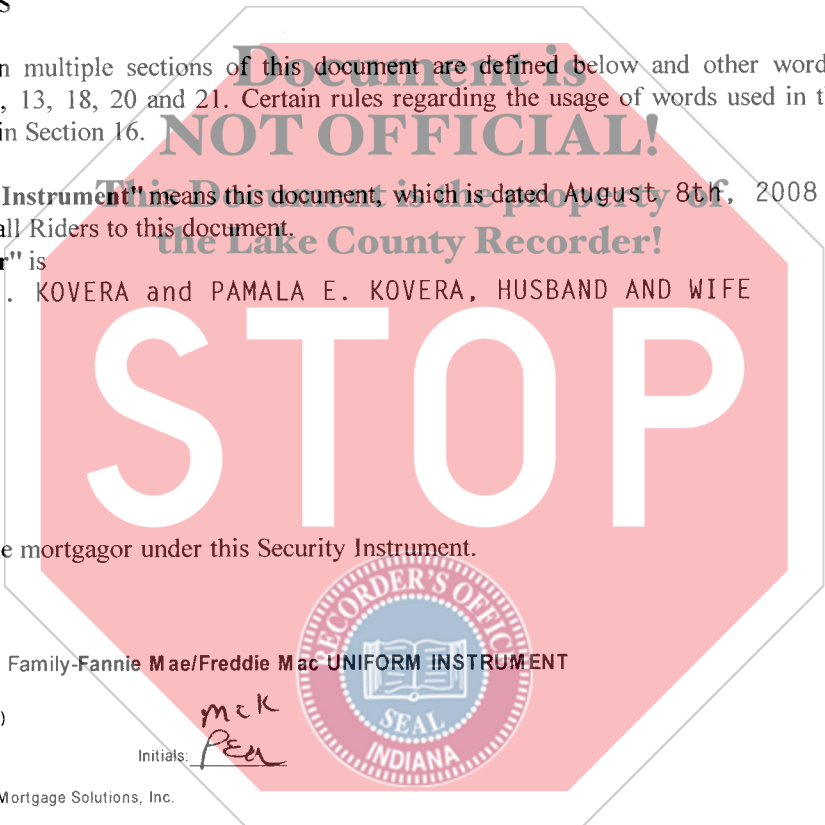 S
n multiple sections of this document are defined below and other word
, 13, 18, 20 and 21. Certain rules regarding the usage of words used in t
in Section 16.
Document is
NOT OFFICIAL!
This Document is the property of
the Lake County Recorder!
Instrument" means this document, which is dated August 8th, 2008
all Riders to this document.
r" is
. KOVERA and PAMALA E. KOVERA, HUSBAND AND WIFE
STOP
e mortgagor under this Security Instrument.
RECORDER'S OFFICE
SEAL
INDIANA
Family-Fannie Mae/Freddie Mac UNIFORM INSTRUMENT
)
MCK
Initials: PEK
Mortgage Solutions, Inc.